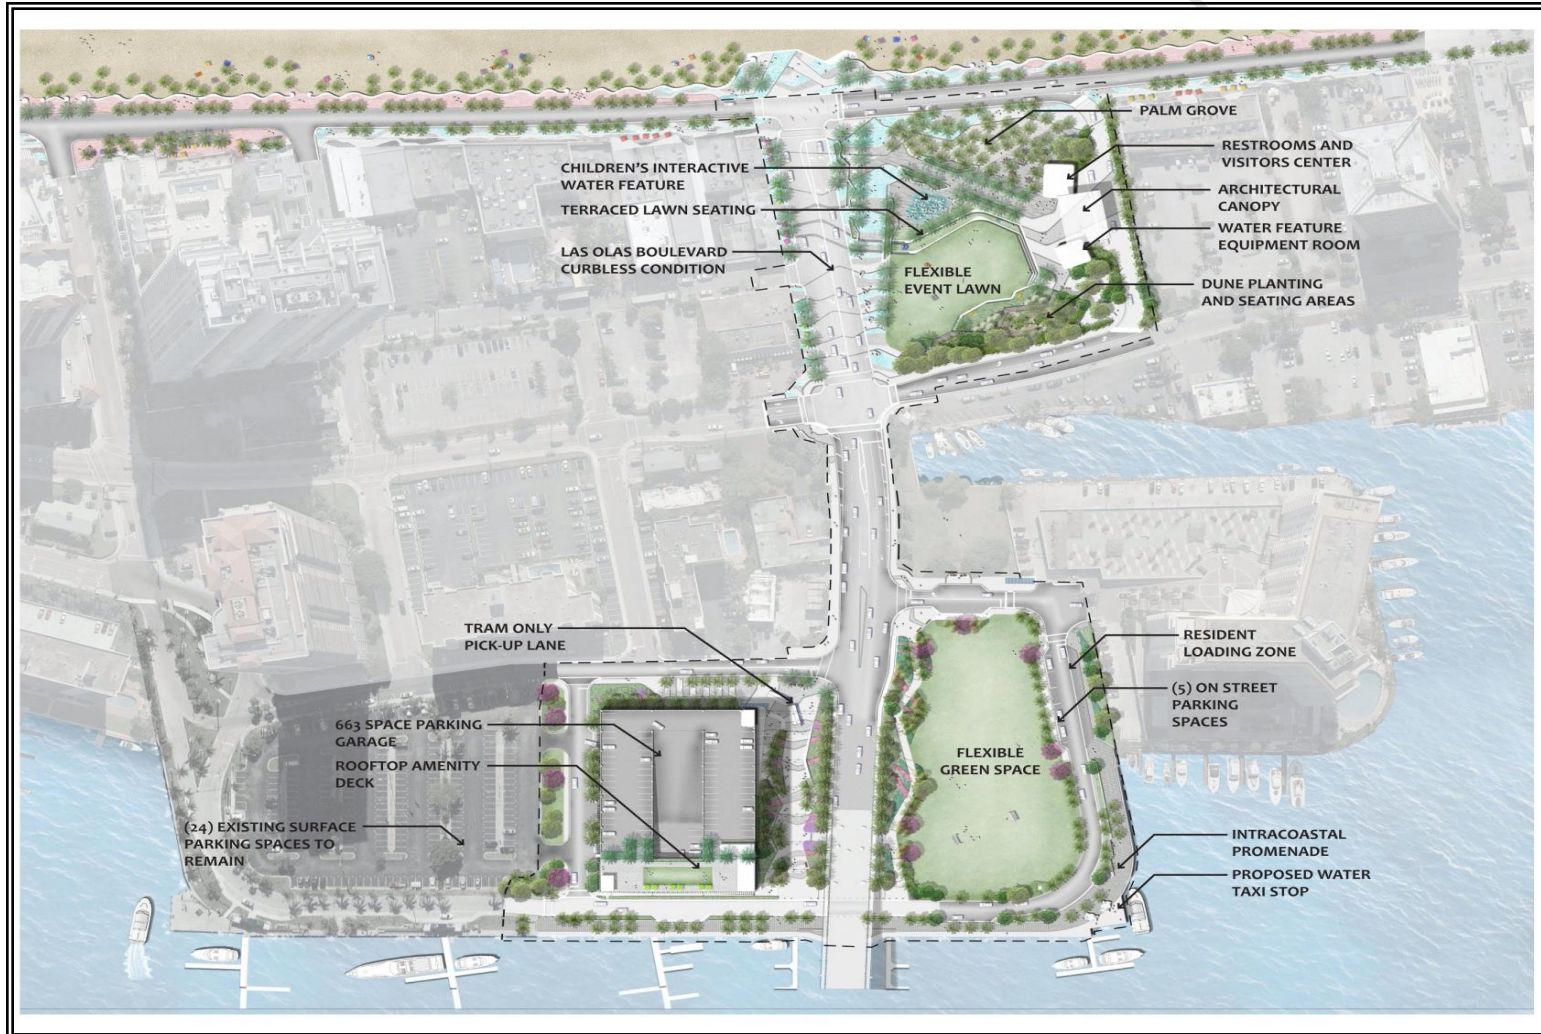 PALM GROVE
RESTROOMS AND
VISITORS CENTER
CHILDREN'S INTERACTIVE
WATER FEATURE
ARCHITECTURAL
CANOPY
TERRACED LAWN SEATING
WATER FEATURE
EQUIPMENT ROOM
LAS OLAS BOULEVARD
CURBLESS CONDITION
FLEXIBLE
EVENT LAWN
DUNE PLANTING
AND SEATING AREAS
TRAM ONLY
PICK-UP LANE
RESIDENT
LOADING ZONE
(5) ON STREET
PARKING
SPACES
663 SPACE PARKING
GARAGE
FLEXIBLE
GREEN SPACE
ROOFTOP AMENITY
DECK
(24) EXISTING SURFACE
PARKING SPACES TO
REMAIN
INTRACOASTAL
PROMENADE
PROPOSED WATER
TAXI STOP